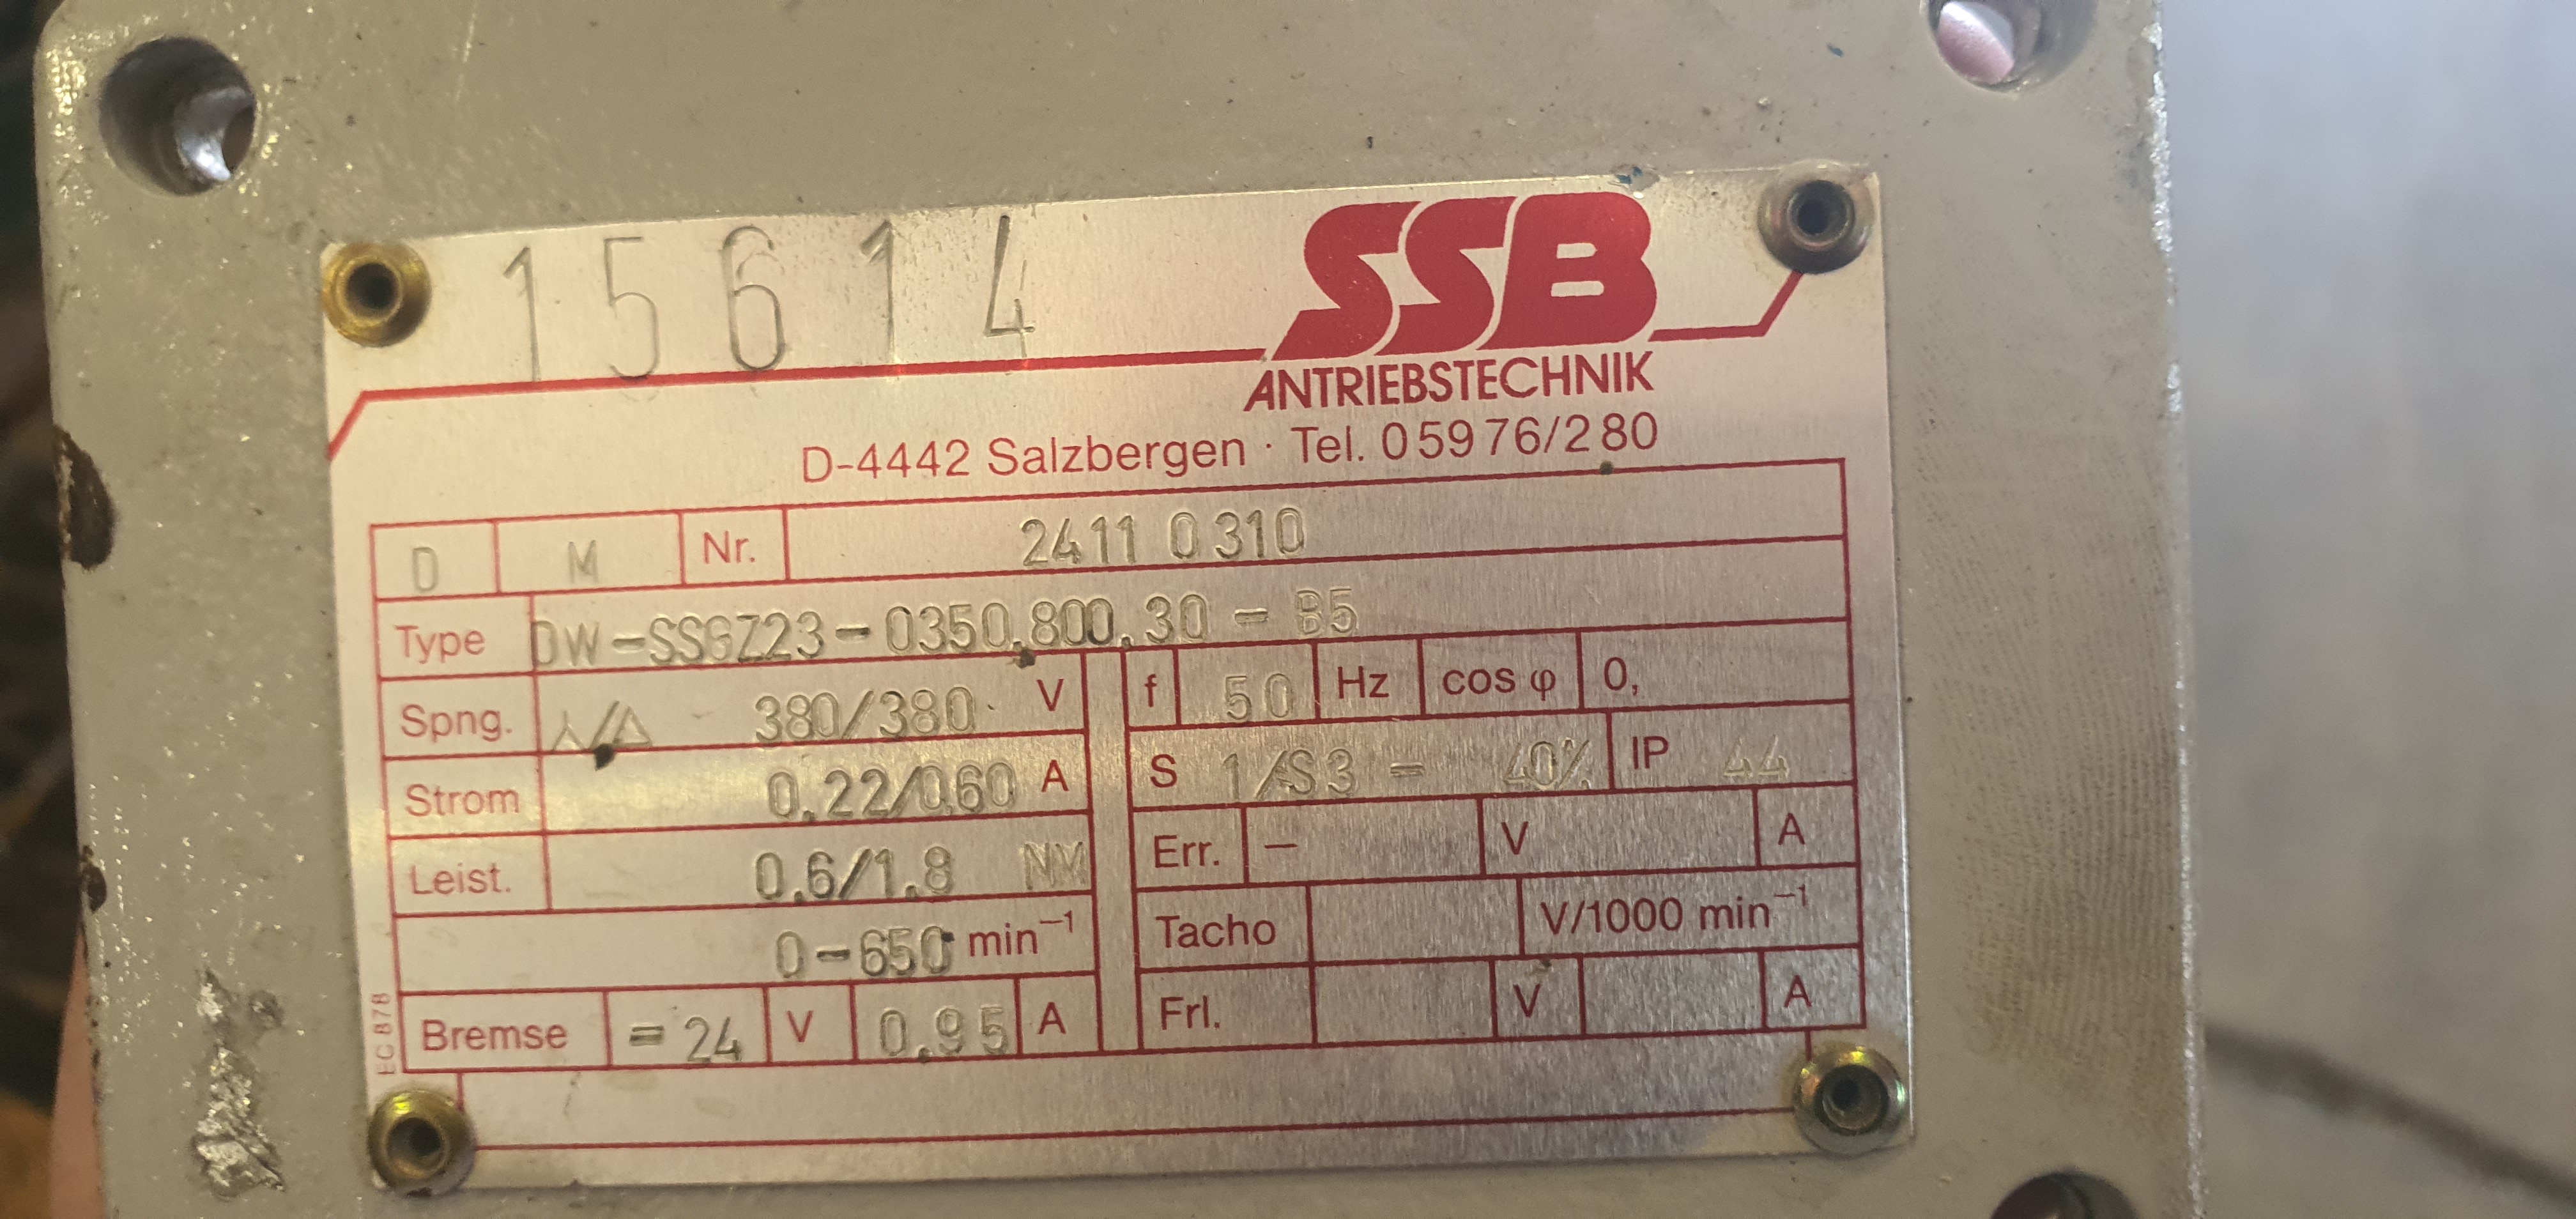 15614
SSB
ANTRIEBSTECHNIK
D-4442 Salzbergen · Tel. 05976/280
D M Nr. 2411 0310
Type DW-SSGZ23-0350.800.30 - B5
Spng. 380/380 V f 50 Hz cos φ 0,
Strom 0.22/0.60 A S 1/S3 - 40% IP 44
Leist. 0.6/1.8 NM Err. – V A
0-650 min⁻¹ Tacho V/1000 min⁻¹
Bremse = 24 V 0.95 A Frl. V A
EC 878